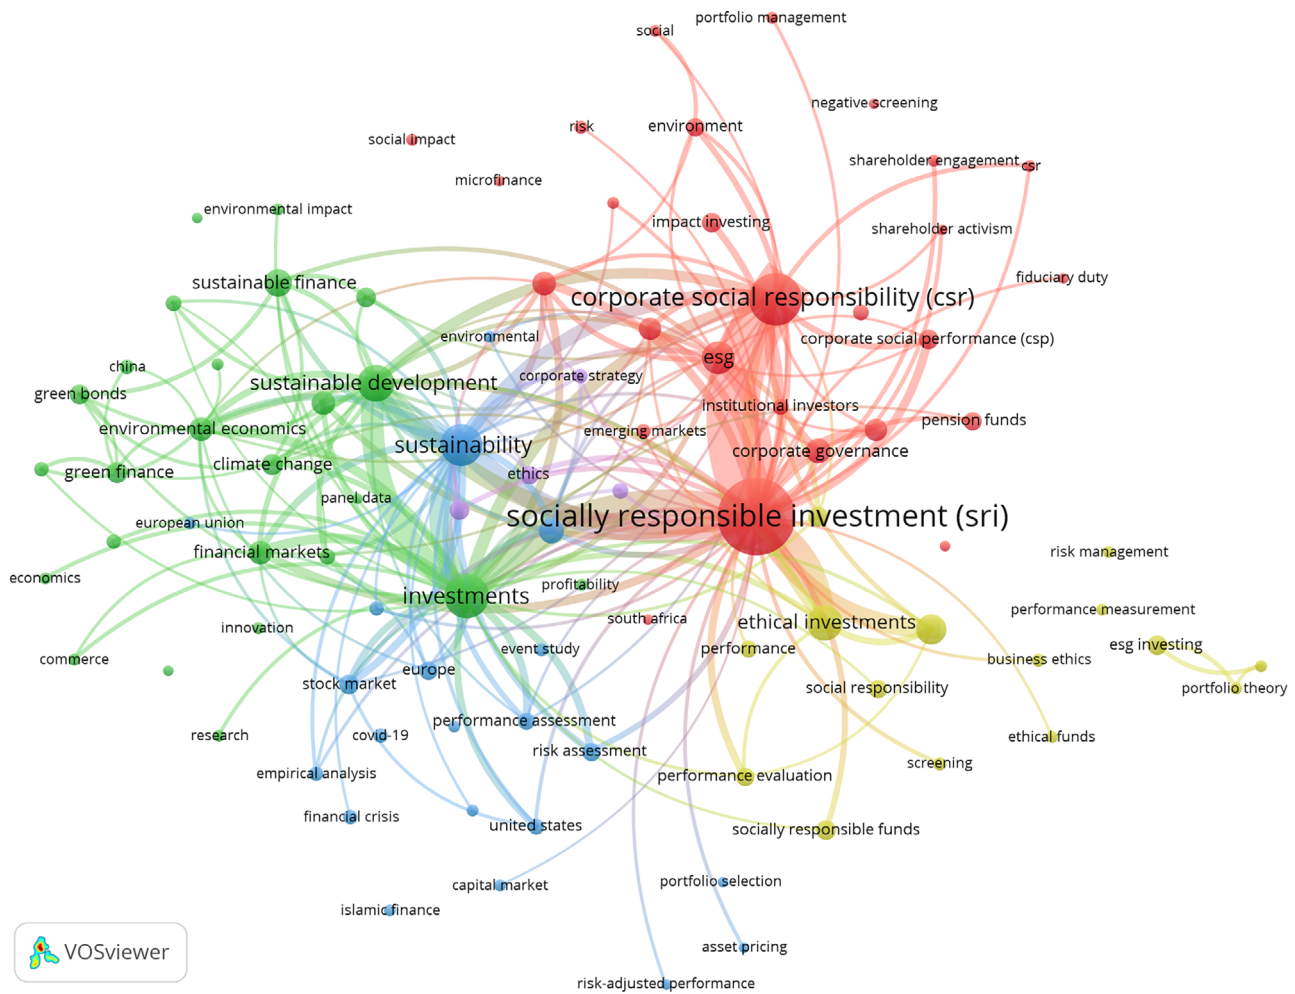 portfolio management
social
negative screening
risk
environment
social impact
shareholder engagement
csr
microfinance
environmental impact
impact investing
shareholder activism
fiduciary duty
sustainable finance
corporate social responsibility (csr)
environmental
corporate social performance (csp)
esg
china
corporate strategy
sustainable development
green bonds
institutional investors
pension funds
environmental economics
emerging markets
sustainability
corporate governance
climate change
green finance
ethics
panel data
socially responsible investment (sri)
european union
financial markets
risk management
economics
profitability
investments
performance measurement
south africa
ethical investments
innovation
esg investing
event study
performance
commerce
business ethics
europe
stock market
social responsibility
portfolio theory
performance assessment
research
covid-19
ethical funds
risk assessment
screening
empirical analysis
performance evaluation
financial crisis
united states
socially responsible funds
portfolio selection
capital market
islamic finance
asset pricing
VOSviewer
risk-adjusted performance